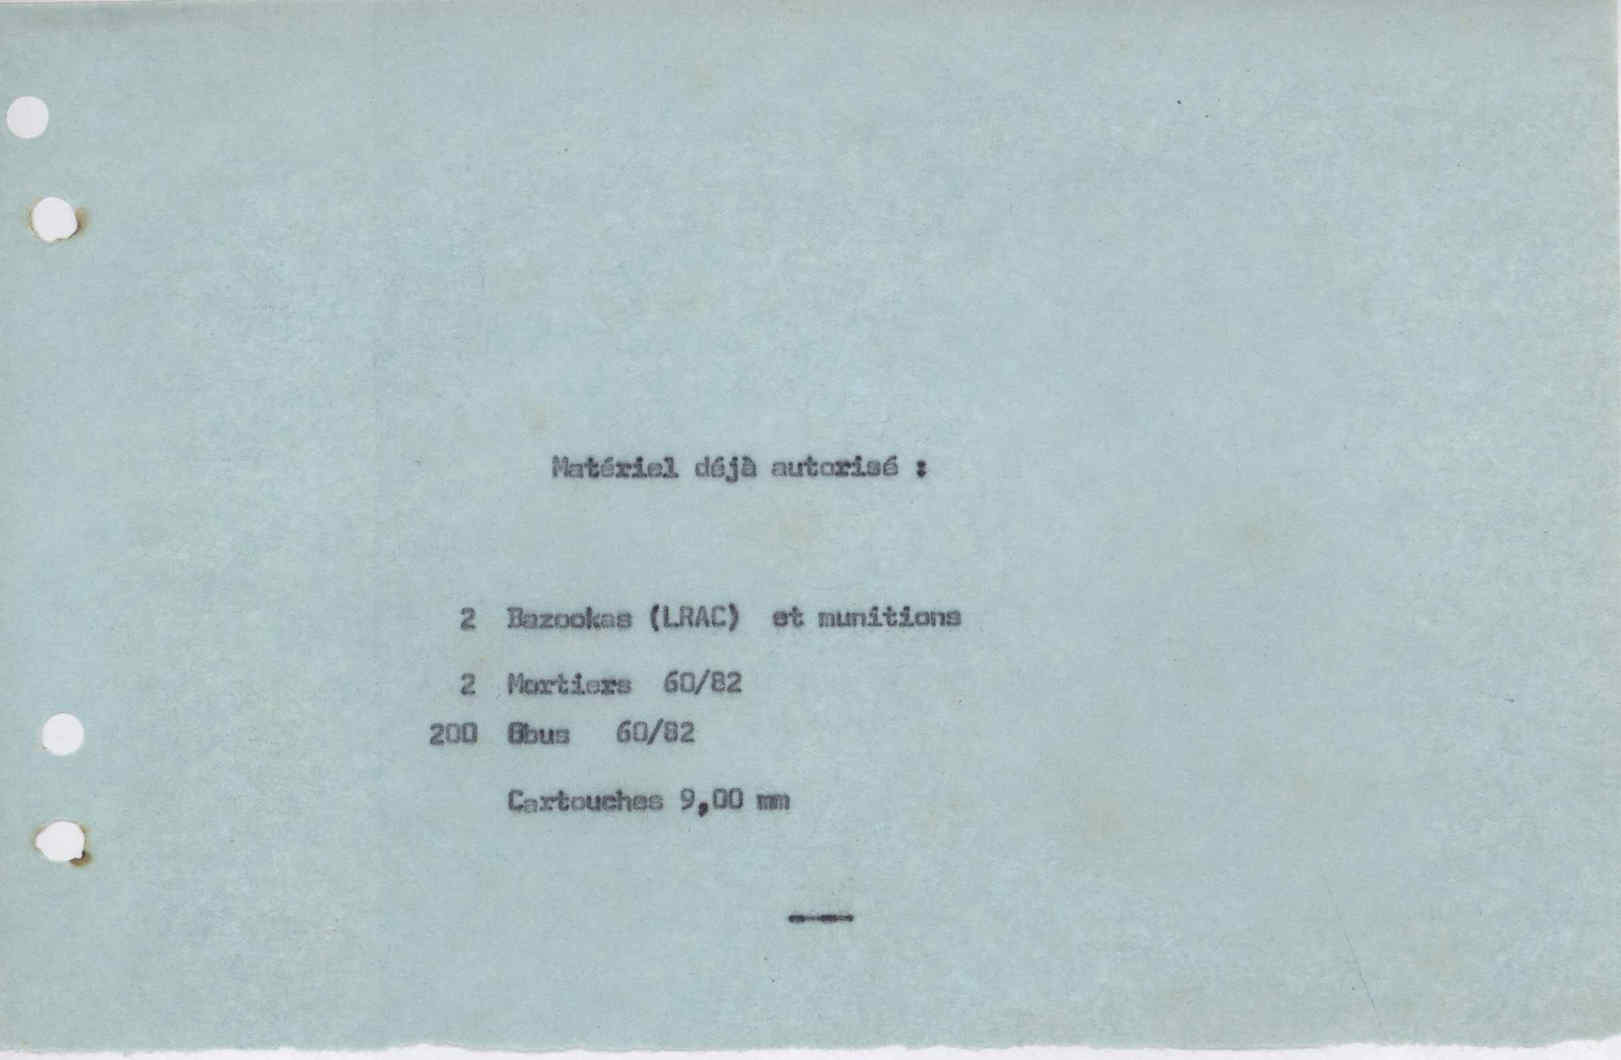 Matériel déjà autorisé :
2 Bazookas (LRAC) et munitions
2 Mortiers 60/82
200 Obus 60/82
Cartouches 9,00 mm